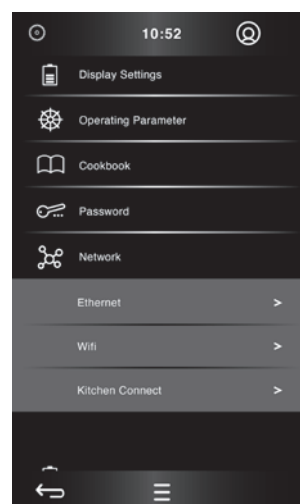 10:52
Display Settings
Operating Parameter
Cookbook
Password
Network
Ethernet >
Wifi >
Kitchen Connect >